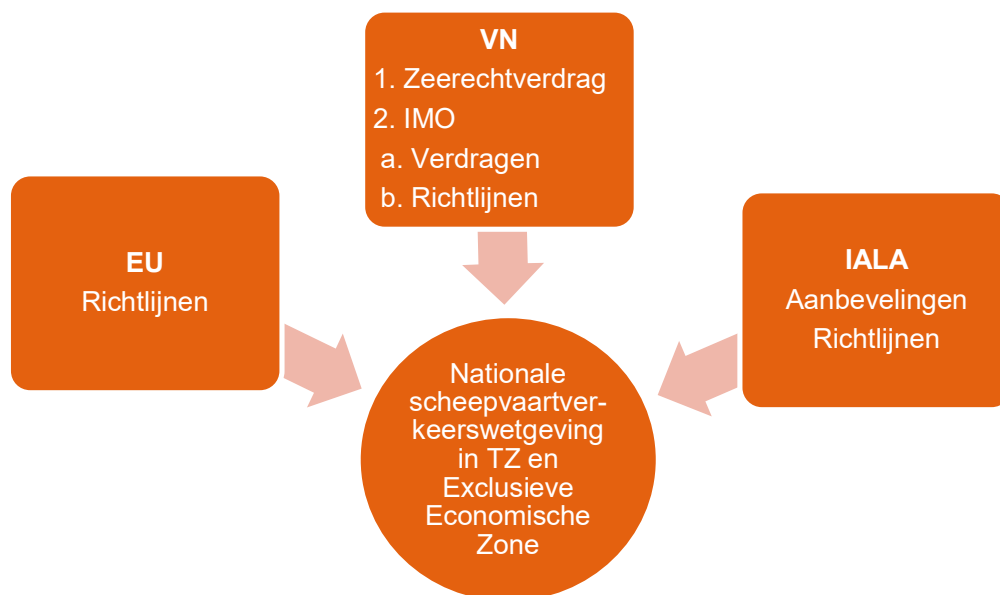 VN
1. Zeerechtverdrag
2. IMO
a. Verdragen
b. Richtlijnen
EU
Richtlijnen
IALA
Aanbevelingen
Richtlijnen
Nationale
scheepvaartver-
keerswetgeving
in TZ en
Exclusieve
Economische
Zone